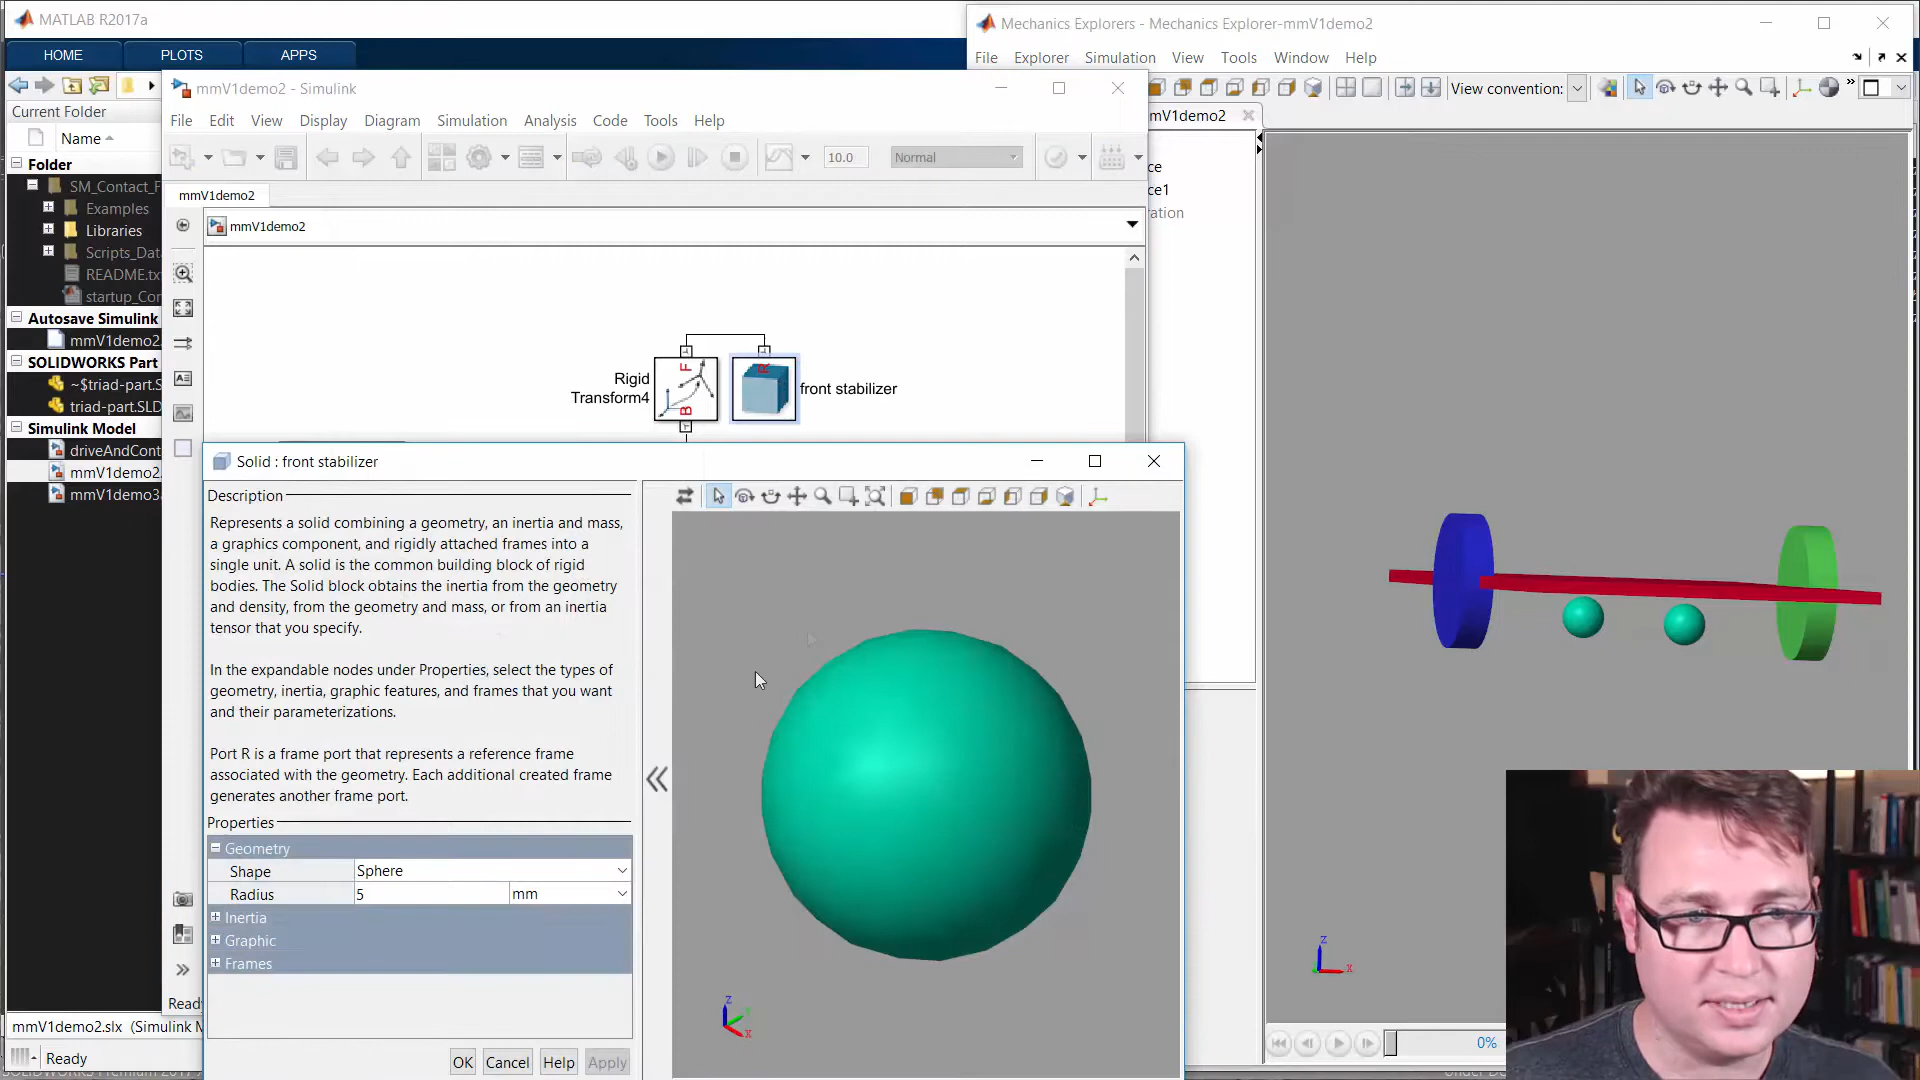 MATLAB R2017a
HOME
PLOTS
APPS
Current Folder
Name
Folder
SM_Contact_F
Examples
Libraries
Scripts_Dat
README.tx
startup_Cor
Autosave Simulink
mmV1demo2.
SOLIDWORKS Part
~$triad-part.S
triad-part.SLD
Simulink Model
driveAndCont
mmV1demo2.
mmV1demo3.
mmV1demo2.slx (Simulink M
Ready
mmV1demo2 - Simulink
File Edit View Display Diagram Simulation Analysis Code Tools Help
10.0
Normal
mmV1demo2
mmV1demo2
Rigid
Transform4
F
B
R
front stabilizer
Ready
Solid : front stabilizer
Description
Represents a solid combining a geometry, an inertia and mass,
a graphics component, and rigidly attached frames into a
single unit. A solid is the common building block of rigid
bodies. The Solid block obtains the inertia from the geometry
and density, from the geometry and mass, or from an inertia
tensor that you specify.
In the expandable nodes under Properties, select the types of
geometry, inertia, graphic features, and frames that you want
and their parameterizations.
Port R is a frame port that represents a reference frame
associated with the geometry. Each additional created frame
generates another frame port.
Properties
Geometry
Shape Sphere
Radius 5 mm
Inertia
Graphic
Frames
OK Cancel Help Apply
z
x
Mechanics Explorers - Mechanics Explorer-mmV1demo2
File Explorer Simulation View Tools Window Help
View convention:
mV1demo2
ce
ce1
ration
z
x
0%